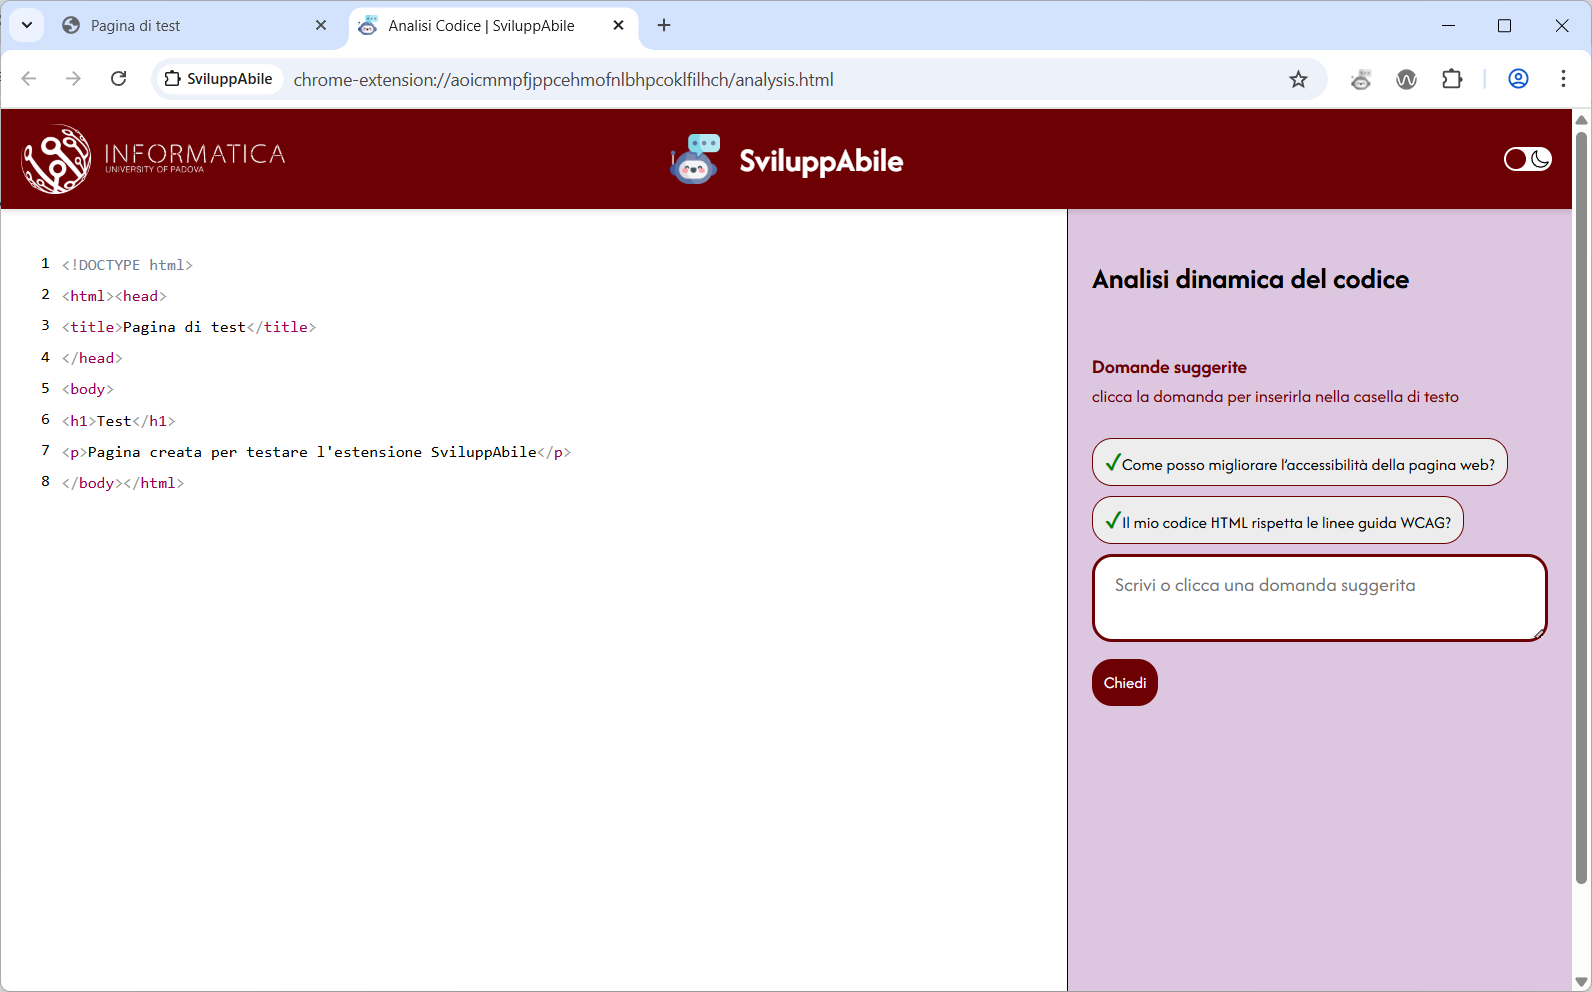 Pagina di test
Analisi Codice | SviluppAbile
SviluppAbile
chrome-extension://aoicmmpfjppcehmofnlbhpcoklfilhch/analysis.html
INFORMATICA
UNIVERSITY OF PADOVA
SviluppAbile
1 <!DOCTYPE html>
2 <html><head>
3 <title>Pagina di test</title>
4 </head>
5 <body>
6 <h1>Test</h1>
7 <p>Pagina creata per testare l'estensione SviluppAbile</p>
8 </body></html>
Analisi dinamica del codice
Domande suggerite
clicca la domanda per inserirla nella casella di testo
✓Come posso migliorare l’accessibilità della pagina web?
✓Il mio codice HTML rispetta le linee guida WCAG?
Scrivi o clicca una domanda suggerita
Chiedi